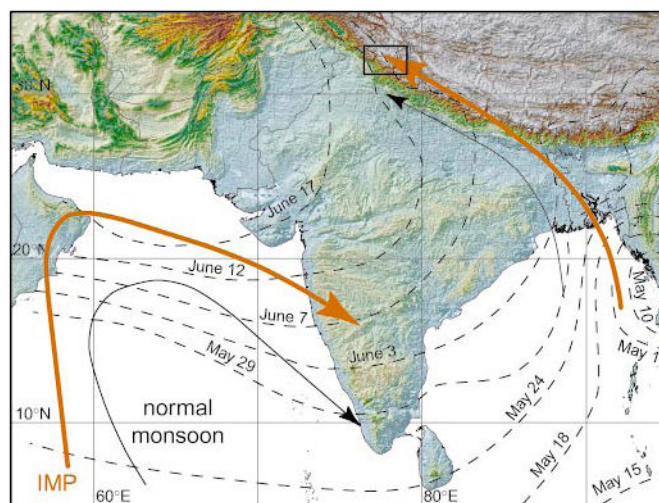 30°N
June 17
20°N
June 12
May 10
June 7
June 3
May 29
May 1
May 24
10°N
normal
monsoon
May 18
IMP
May 15
60°E
80°E